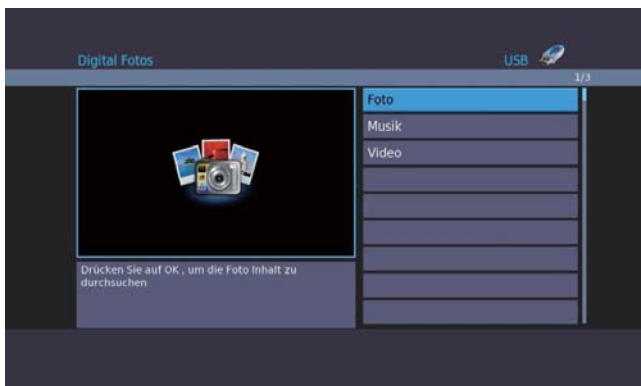 Digital Fotos
USB
1/3
Foto
Musik
Video
Drücken Sie auf OK , um die Foto Inhalt zu
durchsuchen